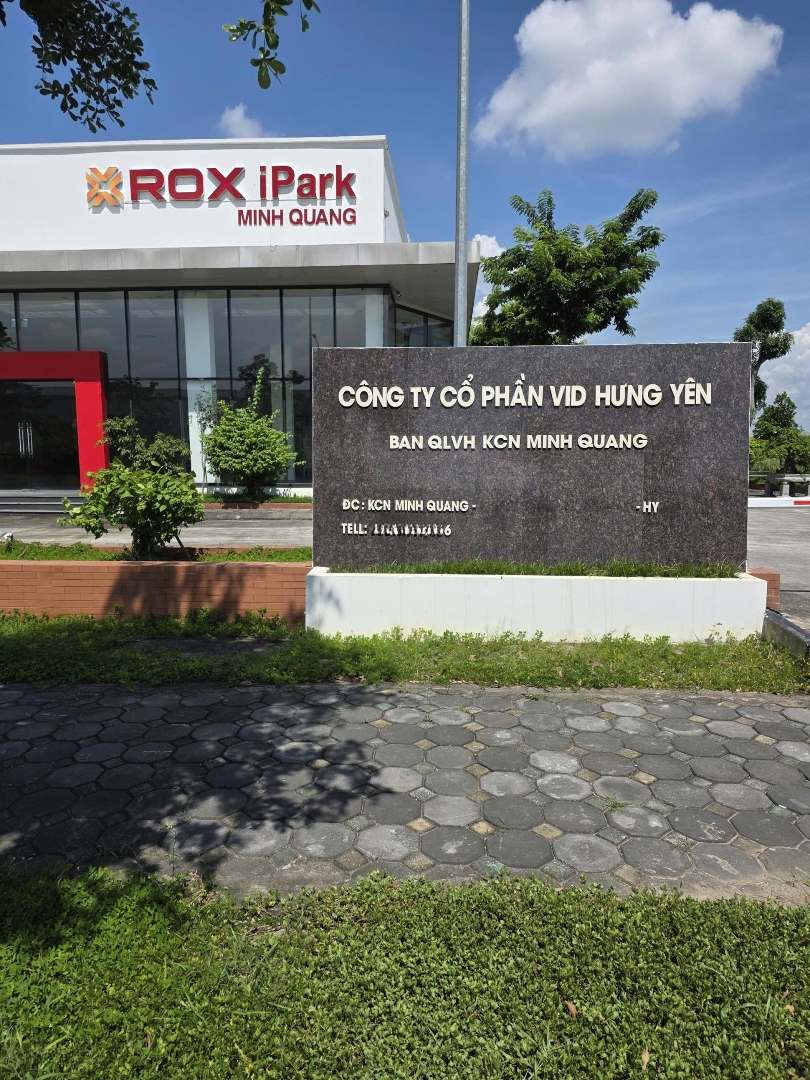 ROX iPark
MINH QUANG
CÔNG TY CỔ PHẦN VID HƯNG YÊN
BAN QLVH KCN MINH QUANG
ĐC: KCN MINH QUANG - - HY
TELL: